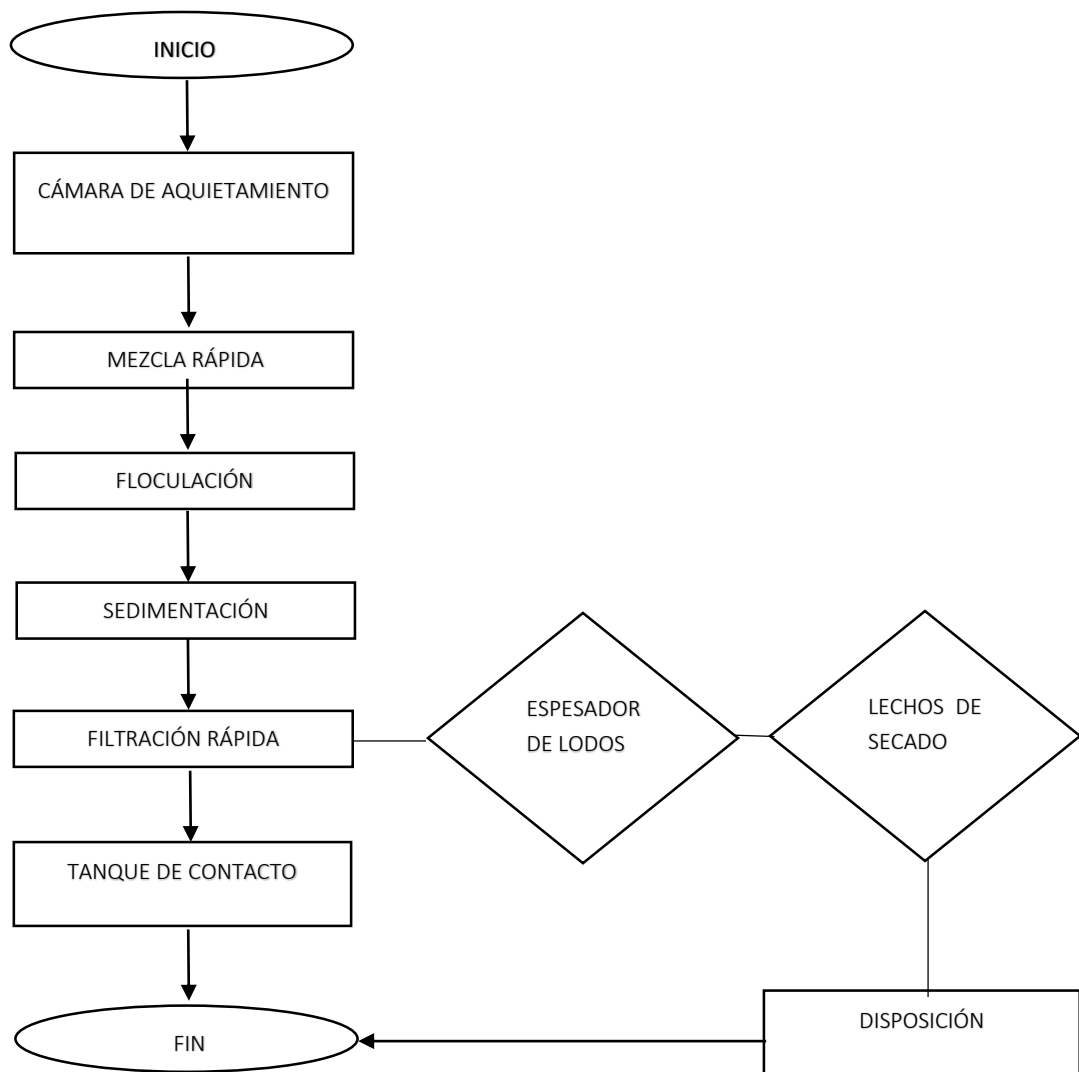 INICIO
CÁMARA DE AQUIETAMIENTO
MEZCLA RÁPIDA
FLOCULACIÓN
SEDIMENTACIÓN
FILTRACIÓN RÁPIDA
ESPESADOR
DE LODOS
LECHOS DE
SECADO
TANQUE DE CONTACTO
DISPOSICIÓN
FIN